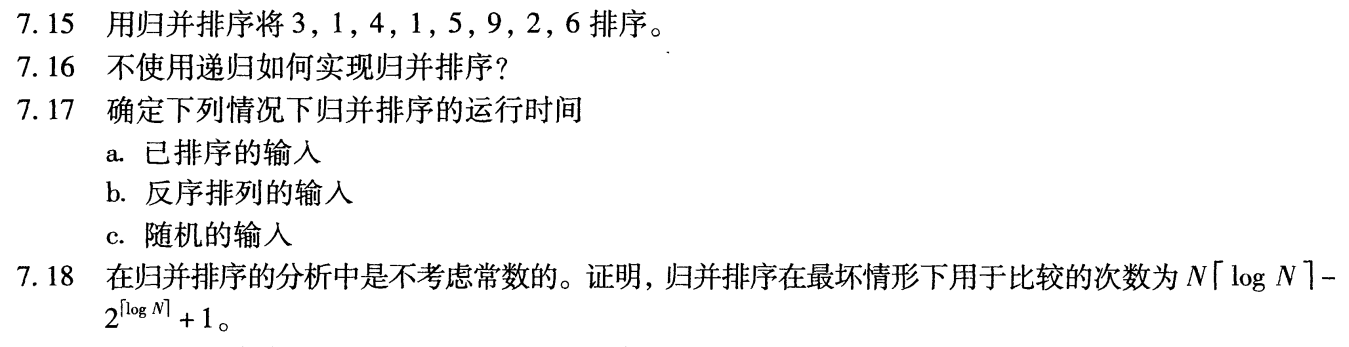 7.15 用归并排序将 3, 1, 4, 1, 5, 9, 2, 6 排序。
7.16 不使用递归如何实现归并排序?
7.17 确定下列情况下归并排序的运行时间
a. 已排序的输入
b. 反序排列的输入
c. 随机的输入
7.18 在归并排序的分析中是不考虑常数的。证明, 归并排序在最坏情形下用于比较的次数为 N⌈log N⌉ −
2^⌈log N⌉ + 1。